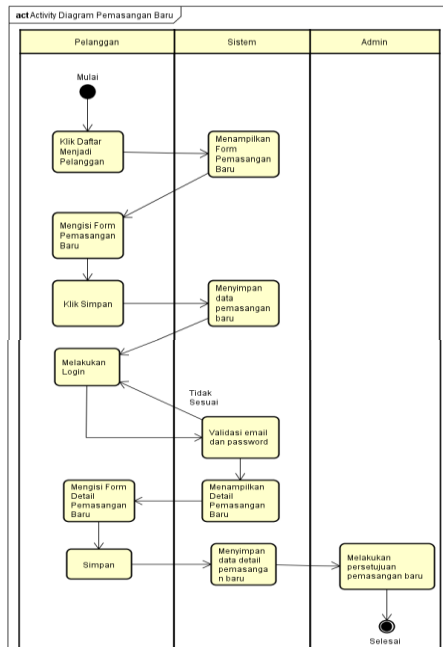 act Activity Diagram Pemasangan Baru
Pelanggan
Sistem
Admin
Mulai
Klik Daftar
Menjadi
Pelanggan
Menampilkan
Form
Pemasangan
Baru
Mengisi Form
Pemasangan
Baru
Klik Simpan
Menyimpan
data
pemasangan
baru
Melakukan
Login
Tidak
Sesuai
Validasi email
dan password
Mengisi Form
Detail
Pemasangan
Baru
Menampilkan
Detail
Pemasangan
Baru
Simpan
Menyimpan
data detail
pemasanga
n baru
Melakukan
persetujuan
pemasangan baru
Selesai